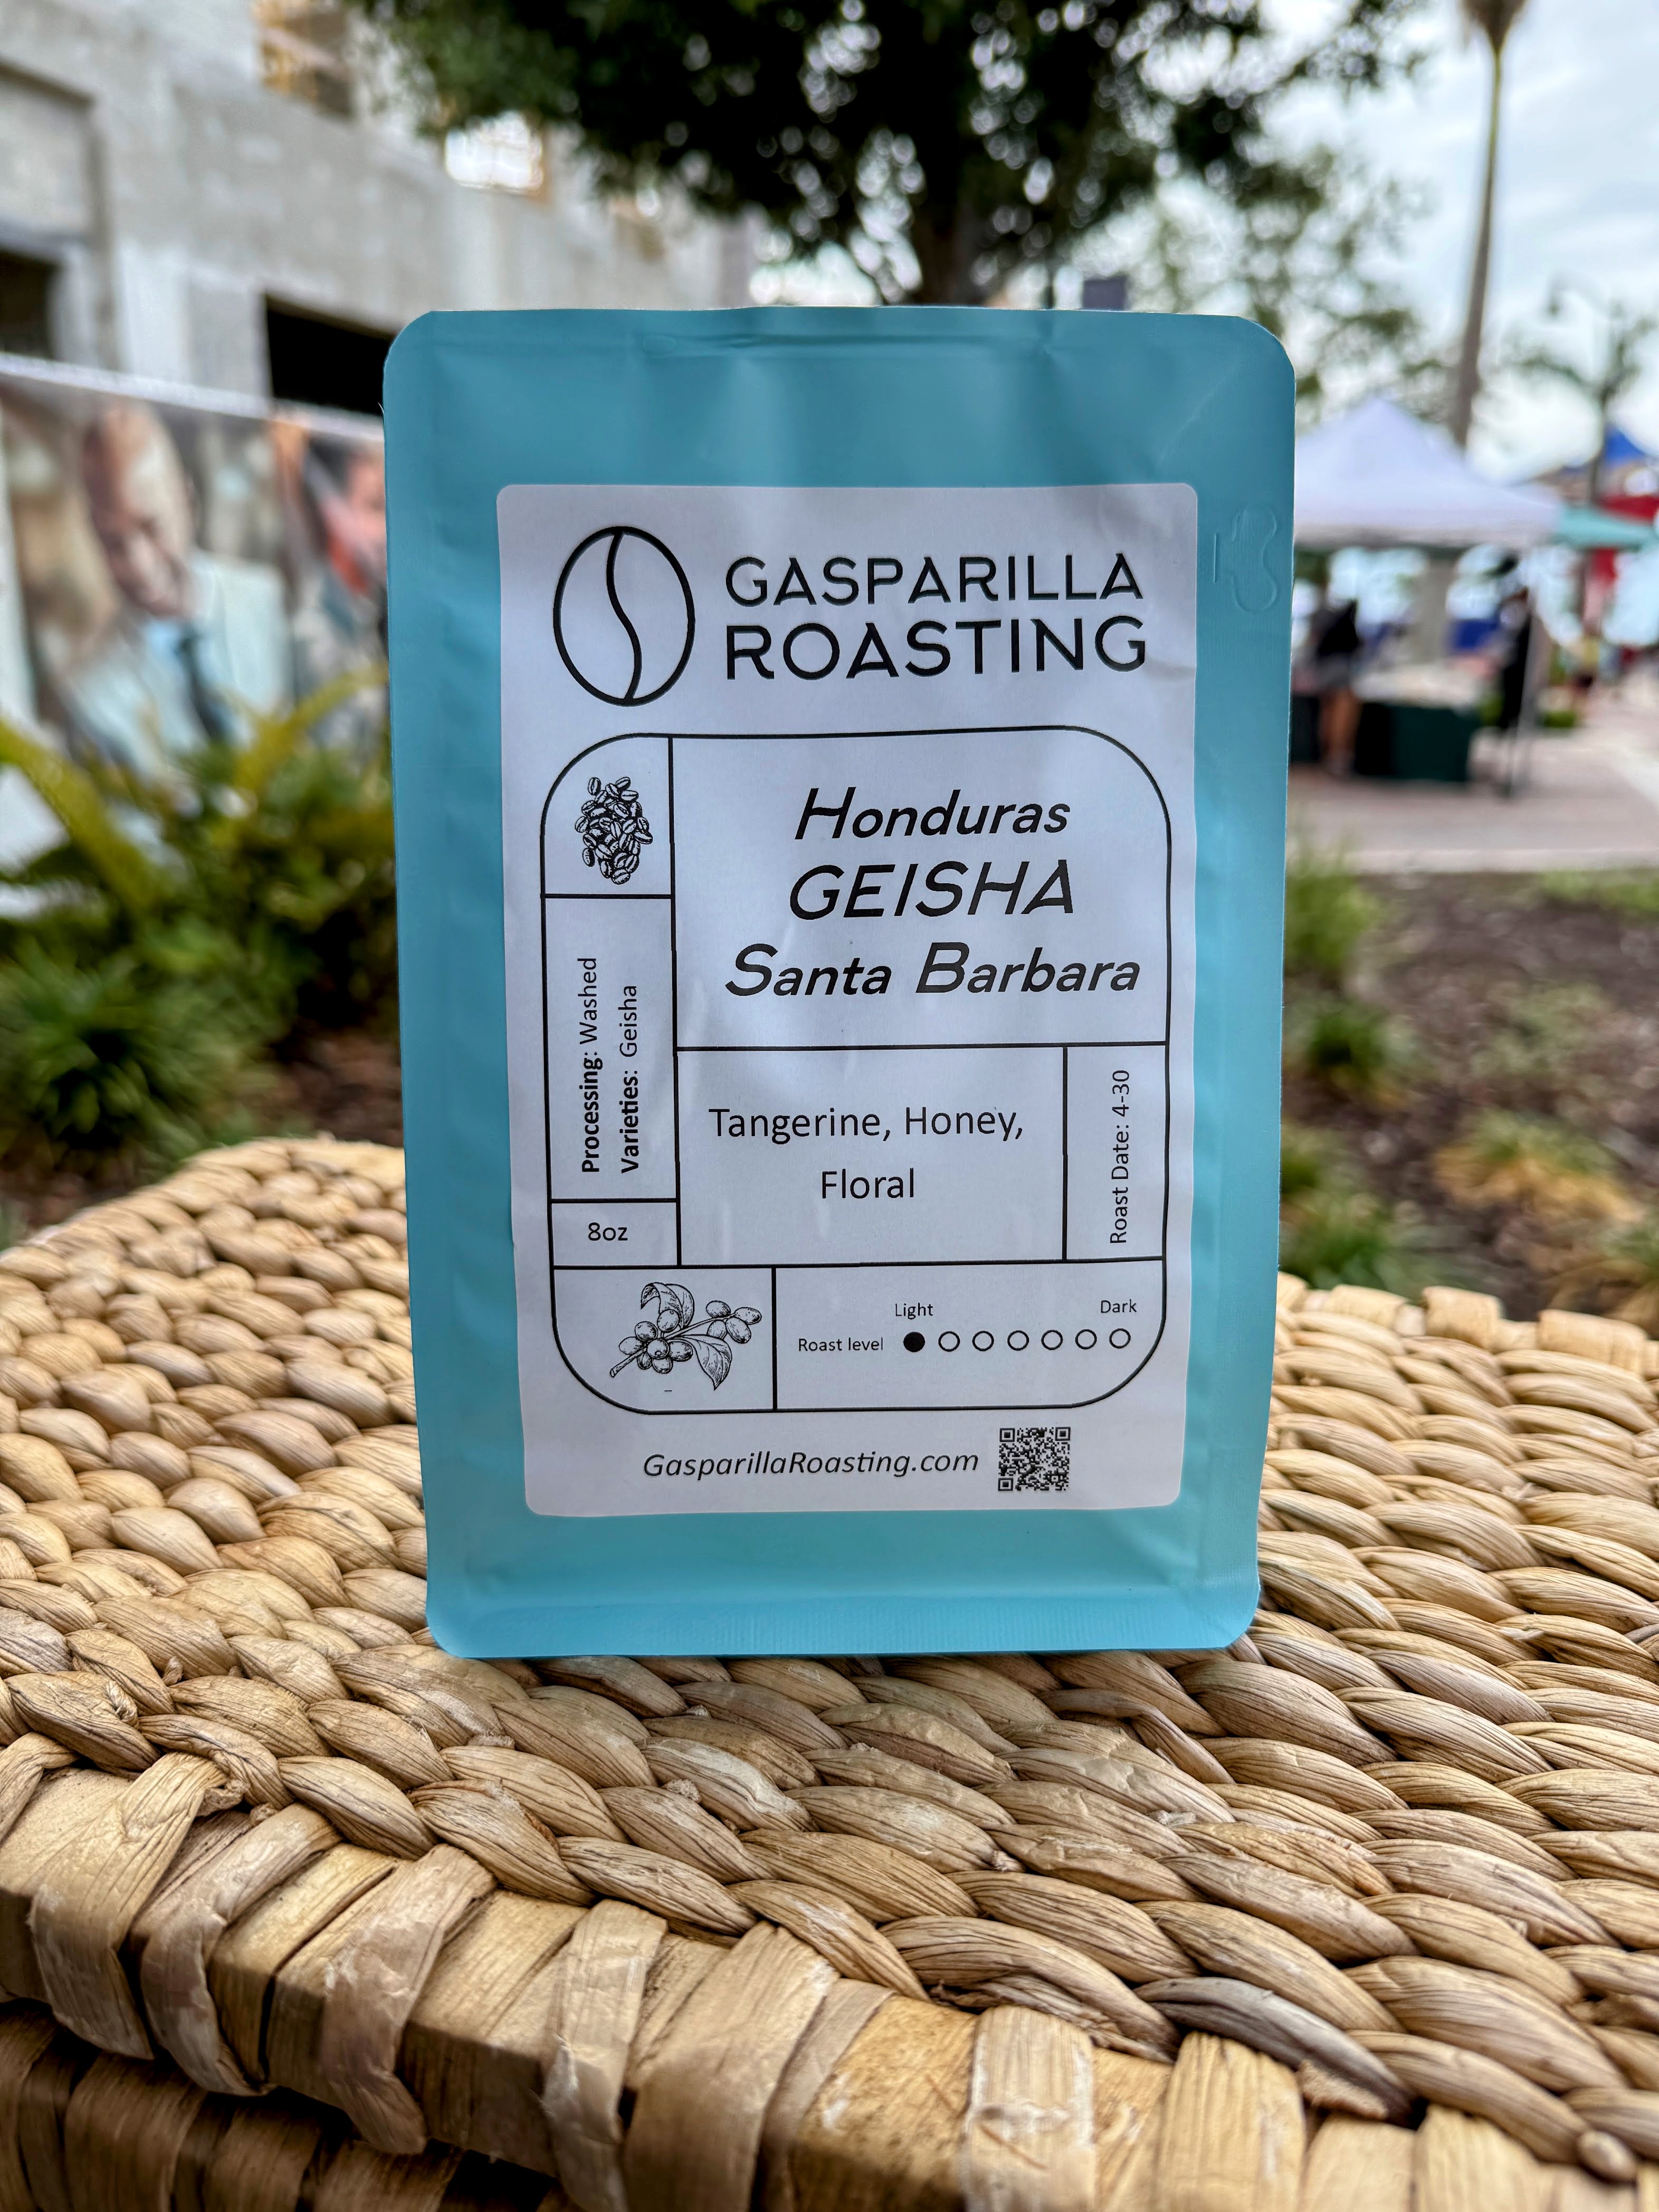 GASPARILLA
ROASTING
Honduras
GEISHA
Santa Barbara
Processing: Washed
Varieties: Geisha
8oz
Tangerine, Honey,
Floral
Roast Date: 4-30
Light Dark
Roast level
GasparillaRoasting.com